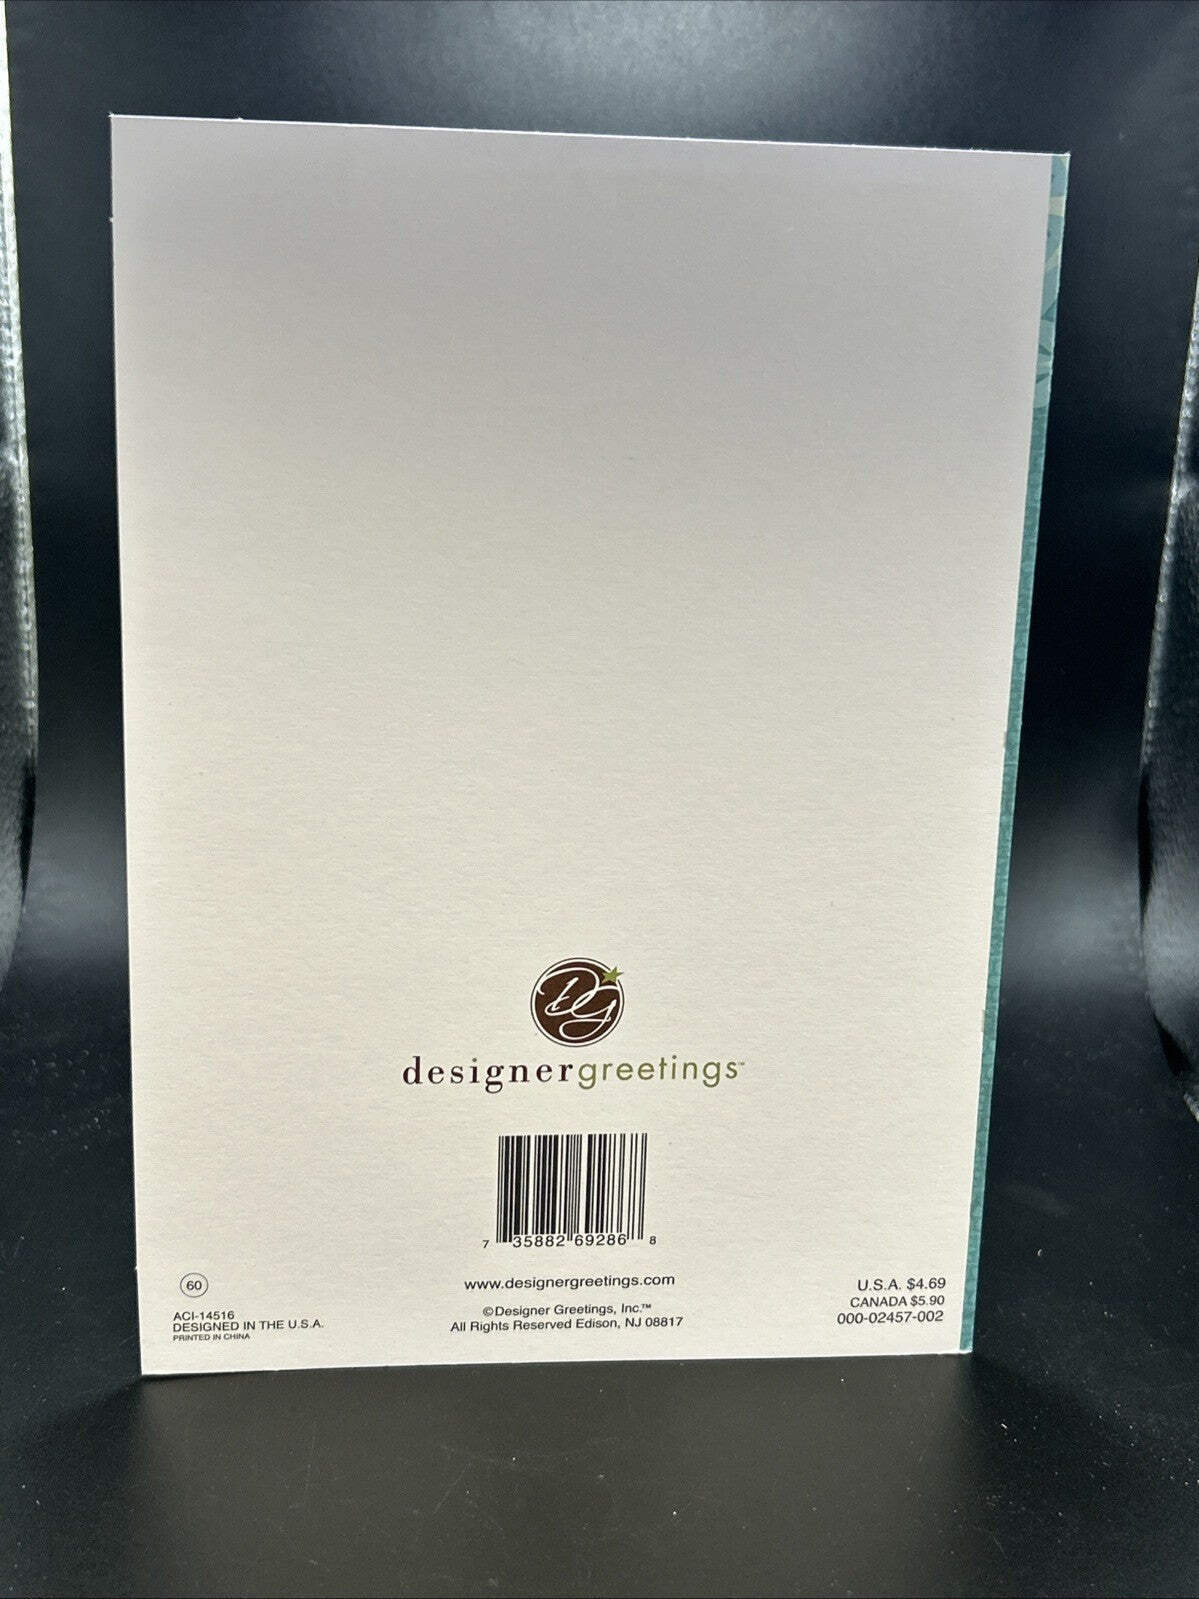 DG
designergreetings™
7 35882 69286 8
60
ACI-14516
DESIGNED IN THE U.S.A.
PRINTED IN CHINA
www.designergreetings.com
©Designer Greetings, Inc.™
All Rights Reserved Edison, NJ 08817
U.S.A. $4.69
CANADA $5.90
000-02457-002